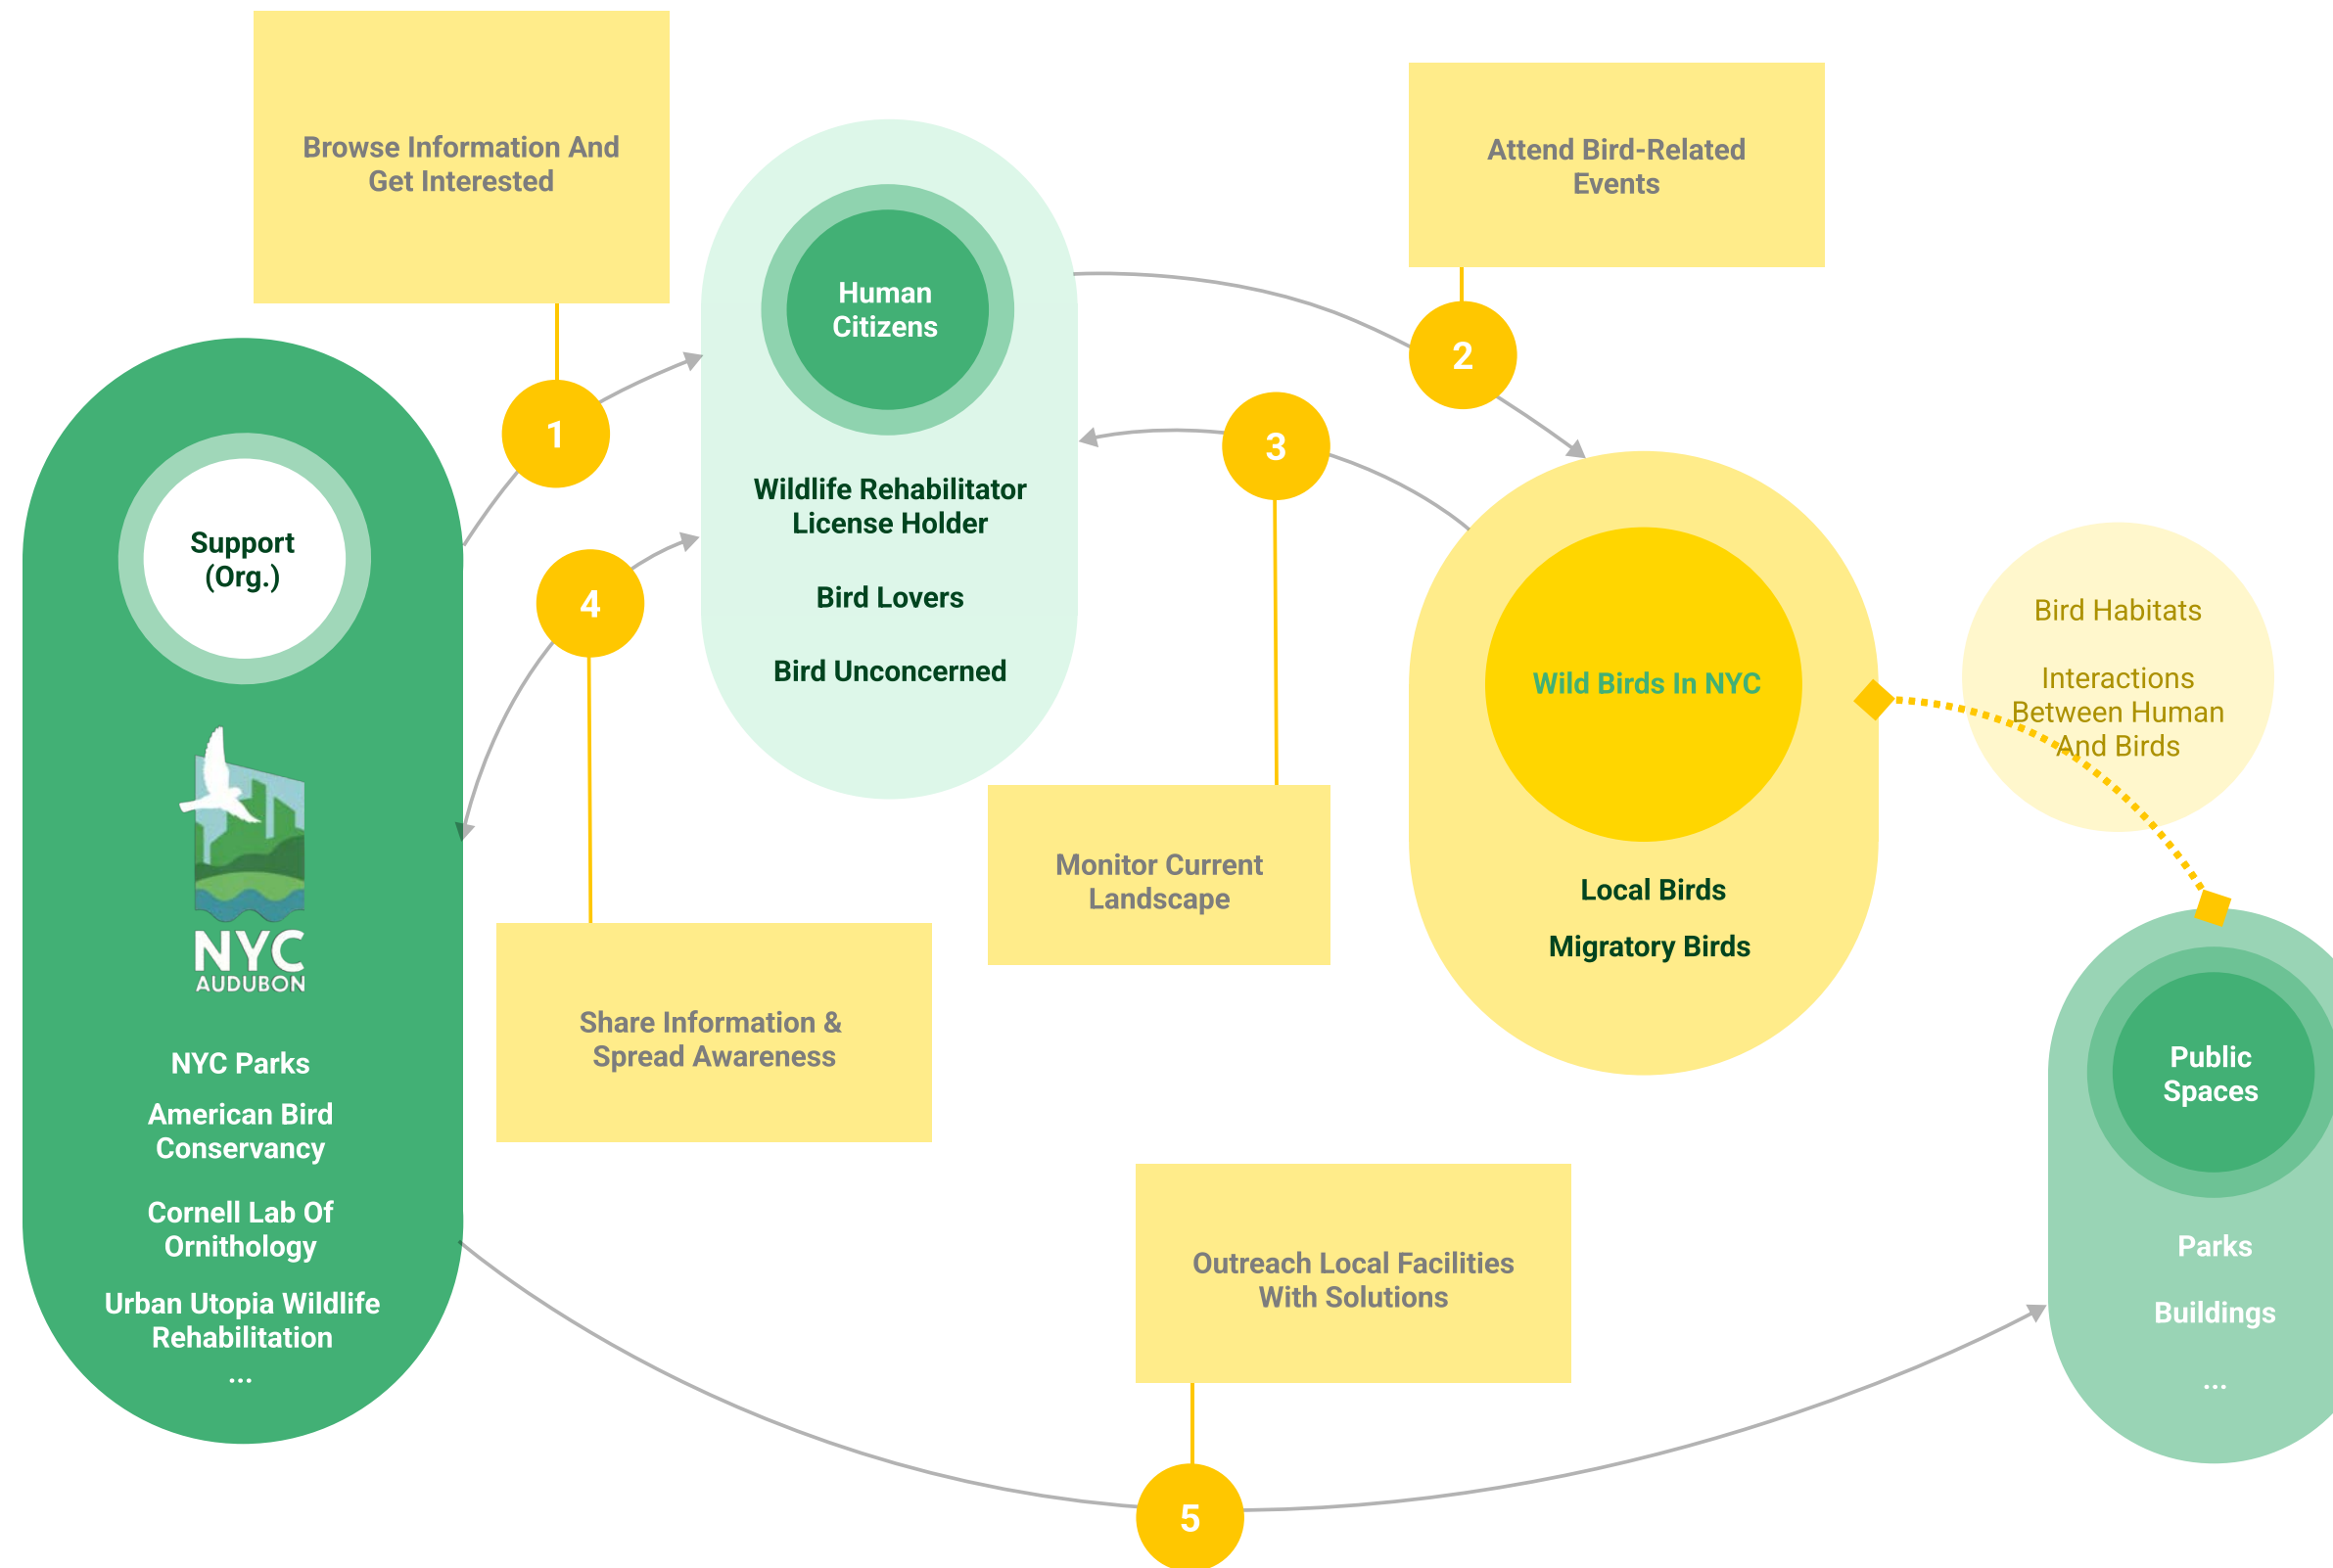 Browse Information And
Get Interested
Attend Bird-Related
Events
Human
Citizens
2
1
3
Wildlife Rehabilitator
License Holder
Support
(Org.)
4
Bird Lovers
Bird Unconcerned
Wild Birds In NYC
Bird Habitats
Interactions
Between Human
And Birds
Monitor Current
Landscape
Local Birds
Migratory Birds
NYC
AUDUBON
Share Information &
Spread Awareness
NYC Parks
American Bird
Conservancy
Cornell Lab Of
Ornithology
Urban Utopia Wildlife
Rehabilitation
...
Public
Spaces
Parks
Buildings
...
Outreach Local Facilities
With Solutions
5